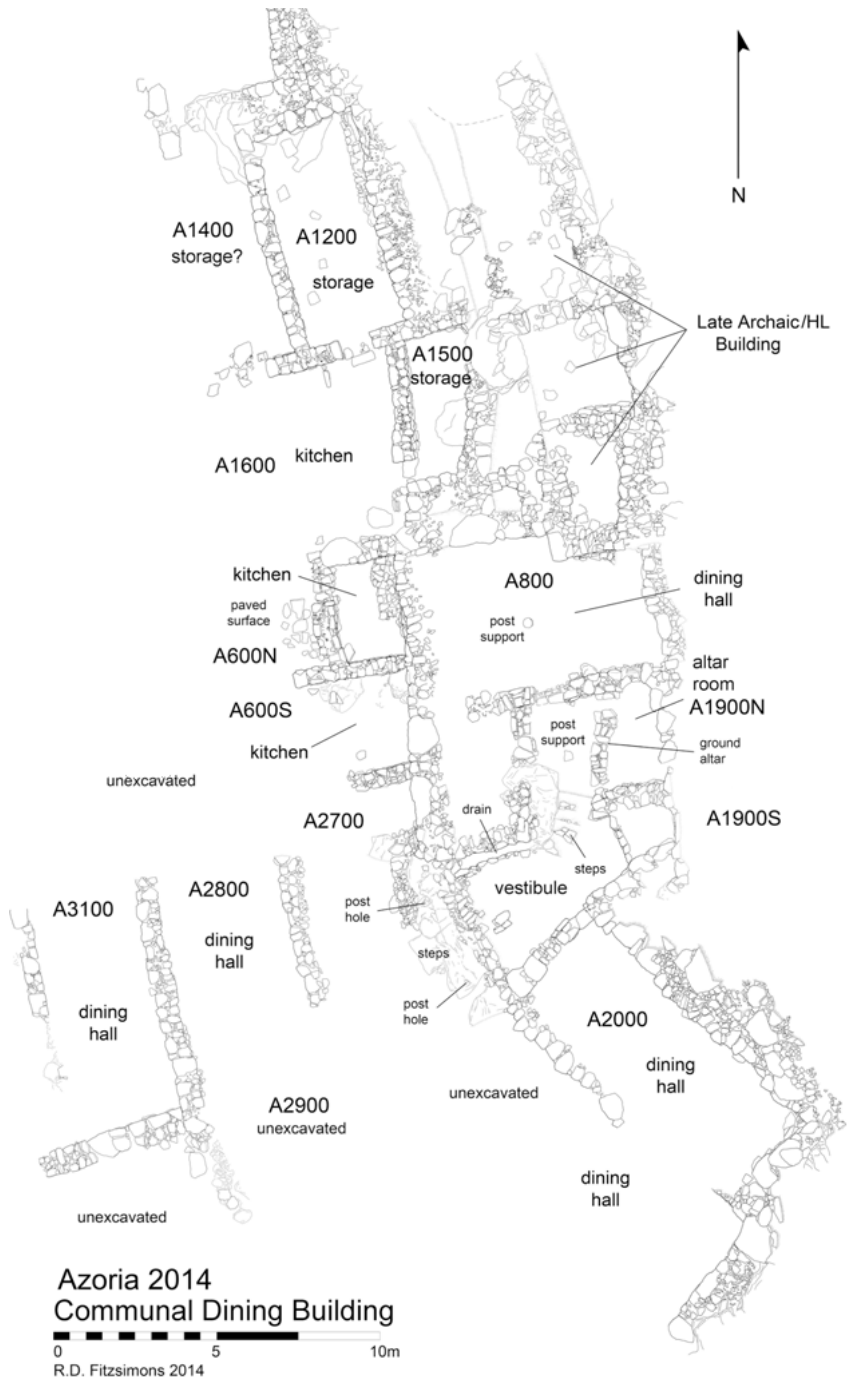 N
A1400
storage?
A1200
storage
Late Archaic/HL
Building
A1500
storage
kitchen
A1600
kitchen
A800
dining
hall
paved
surface
post
support
A600N
altar
room
A600S
A1900N
post
support
ground
altar
kitchen
unexcavated
drain
A1900S
A2700
steps
A3100
A2800
post
hole
vestibule
dining
hall
steps
dining
hall
post
hole
A2000
dining
hall
A2900
unexcavated
unexcavated
dining
hall
unexcavated
Azoria 2014
Communal Dining Building
0 5 10m
R.D. Fitzsimons 2014